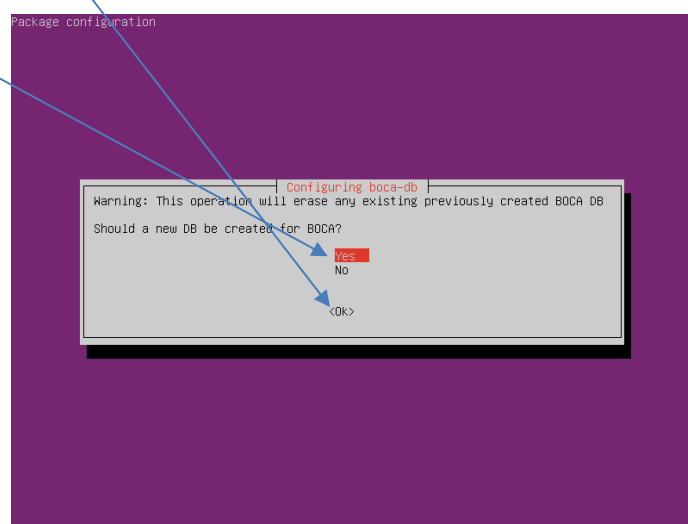 Package configuration
Configuring boca-db
Warning: This operation will erase any existing previously created BOCA DB
Should a new DB be created for BOCA?
Yes
No
<Ok>